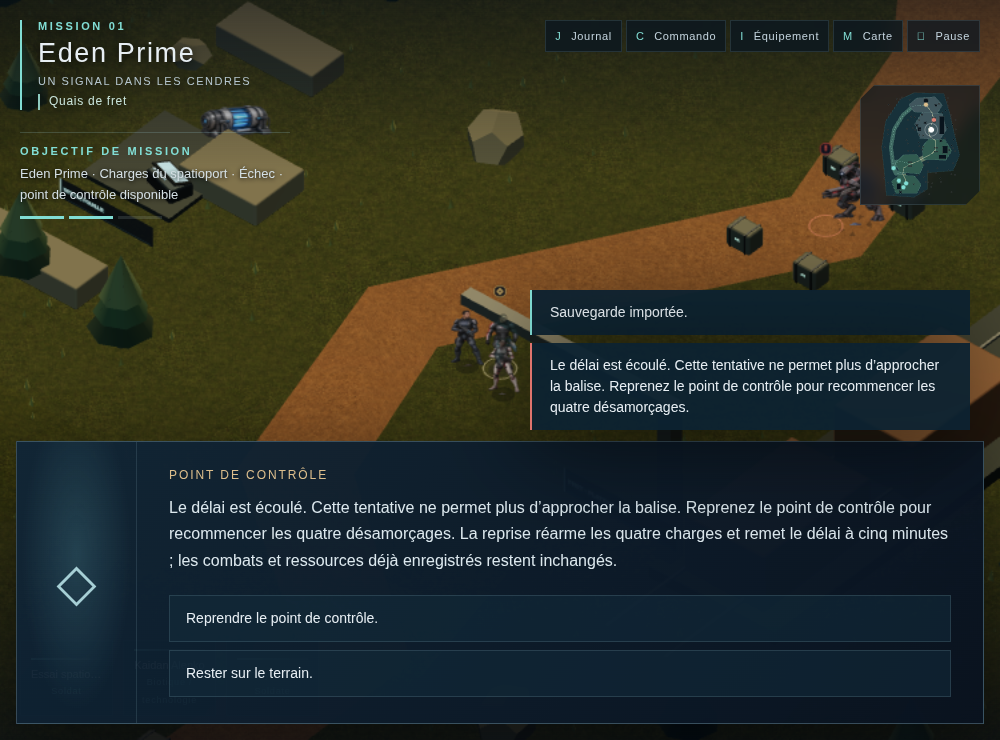 MISSION 01
Eden Prime
UN SIGNAL DANS LES CENDRES
Quais de fret
J Journal
C Commando
I Équipement
M Carte
Pause
OBJECTIF DE MISSION
Eden Prime · Charges du spatioport · Échec ·
point de contrôle disponible
Sauvegarde importée.
Le délai est écoulé. Cette tentative ne permet plus d’approcher
la balise. Reprenez le point de contrôle pour recommencer les
quatre désamorçages.
POINT DE CONTRÔLE
Le délai est écoulé. Cette tentative ne permet plus d’approcher la balise. Reprenez le point de contrôle pour
recommencer les quatre désamorçages. La reprise réarme les quatre charges et remet le délai à cinq minutes
; les combats et ressources déjà enregistrés restent inchangés.
Reprendre le point de contrôle.
Rester sur le terrain.